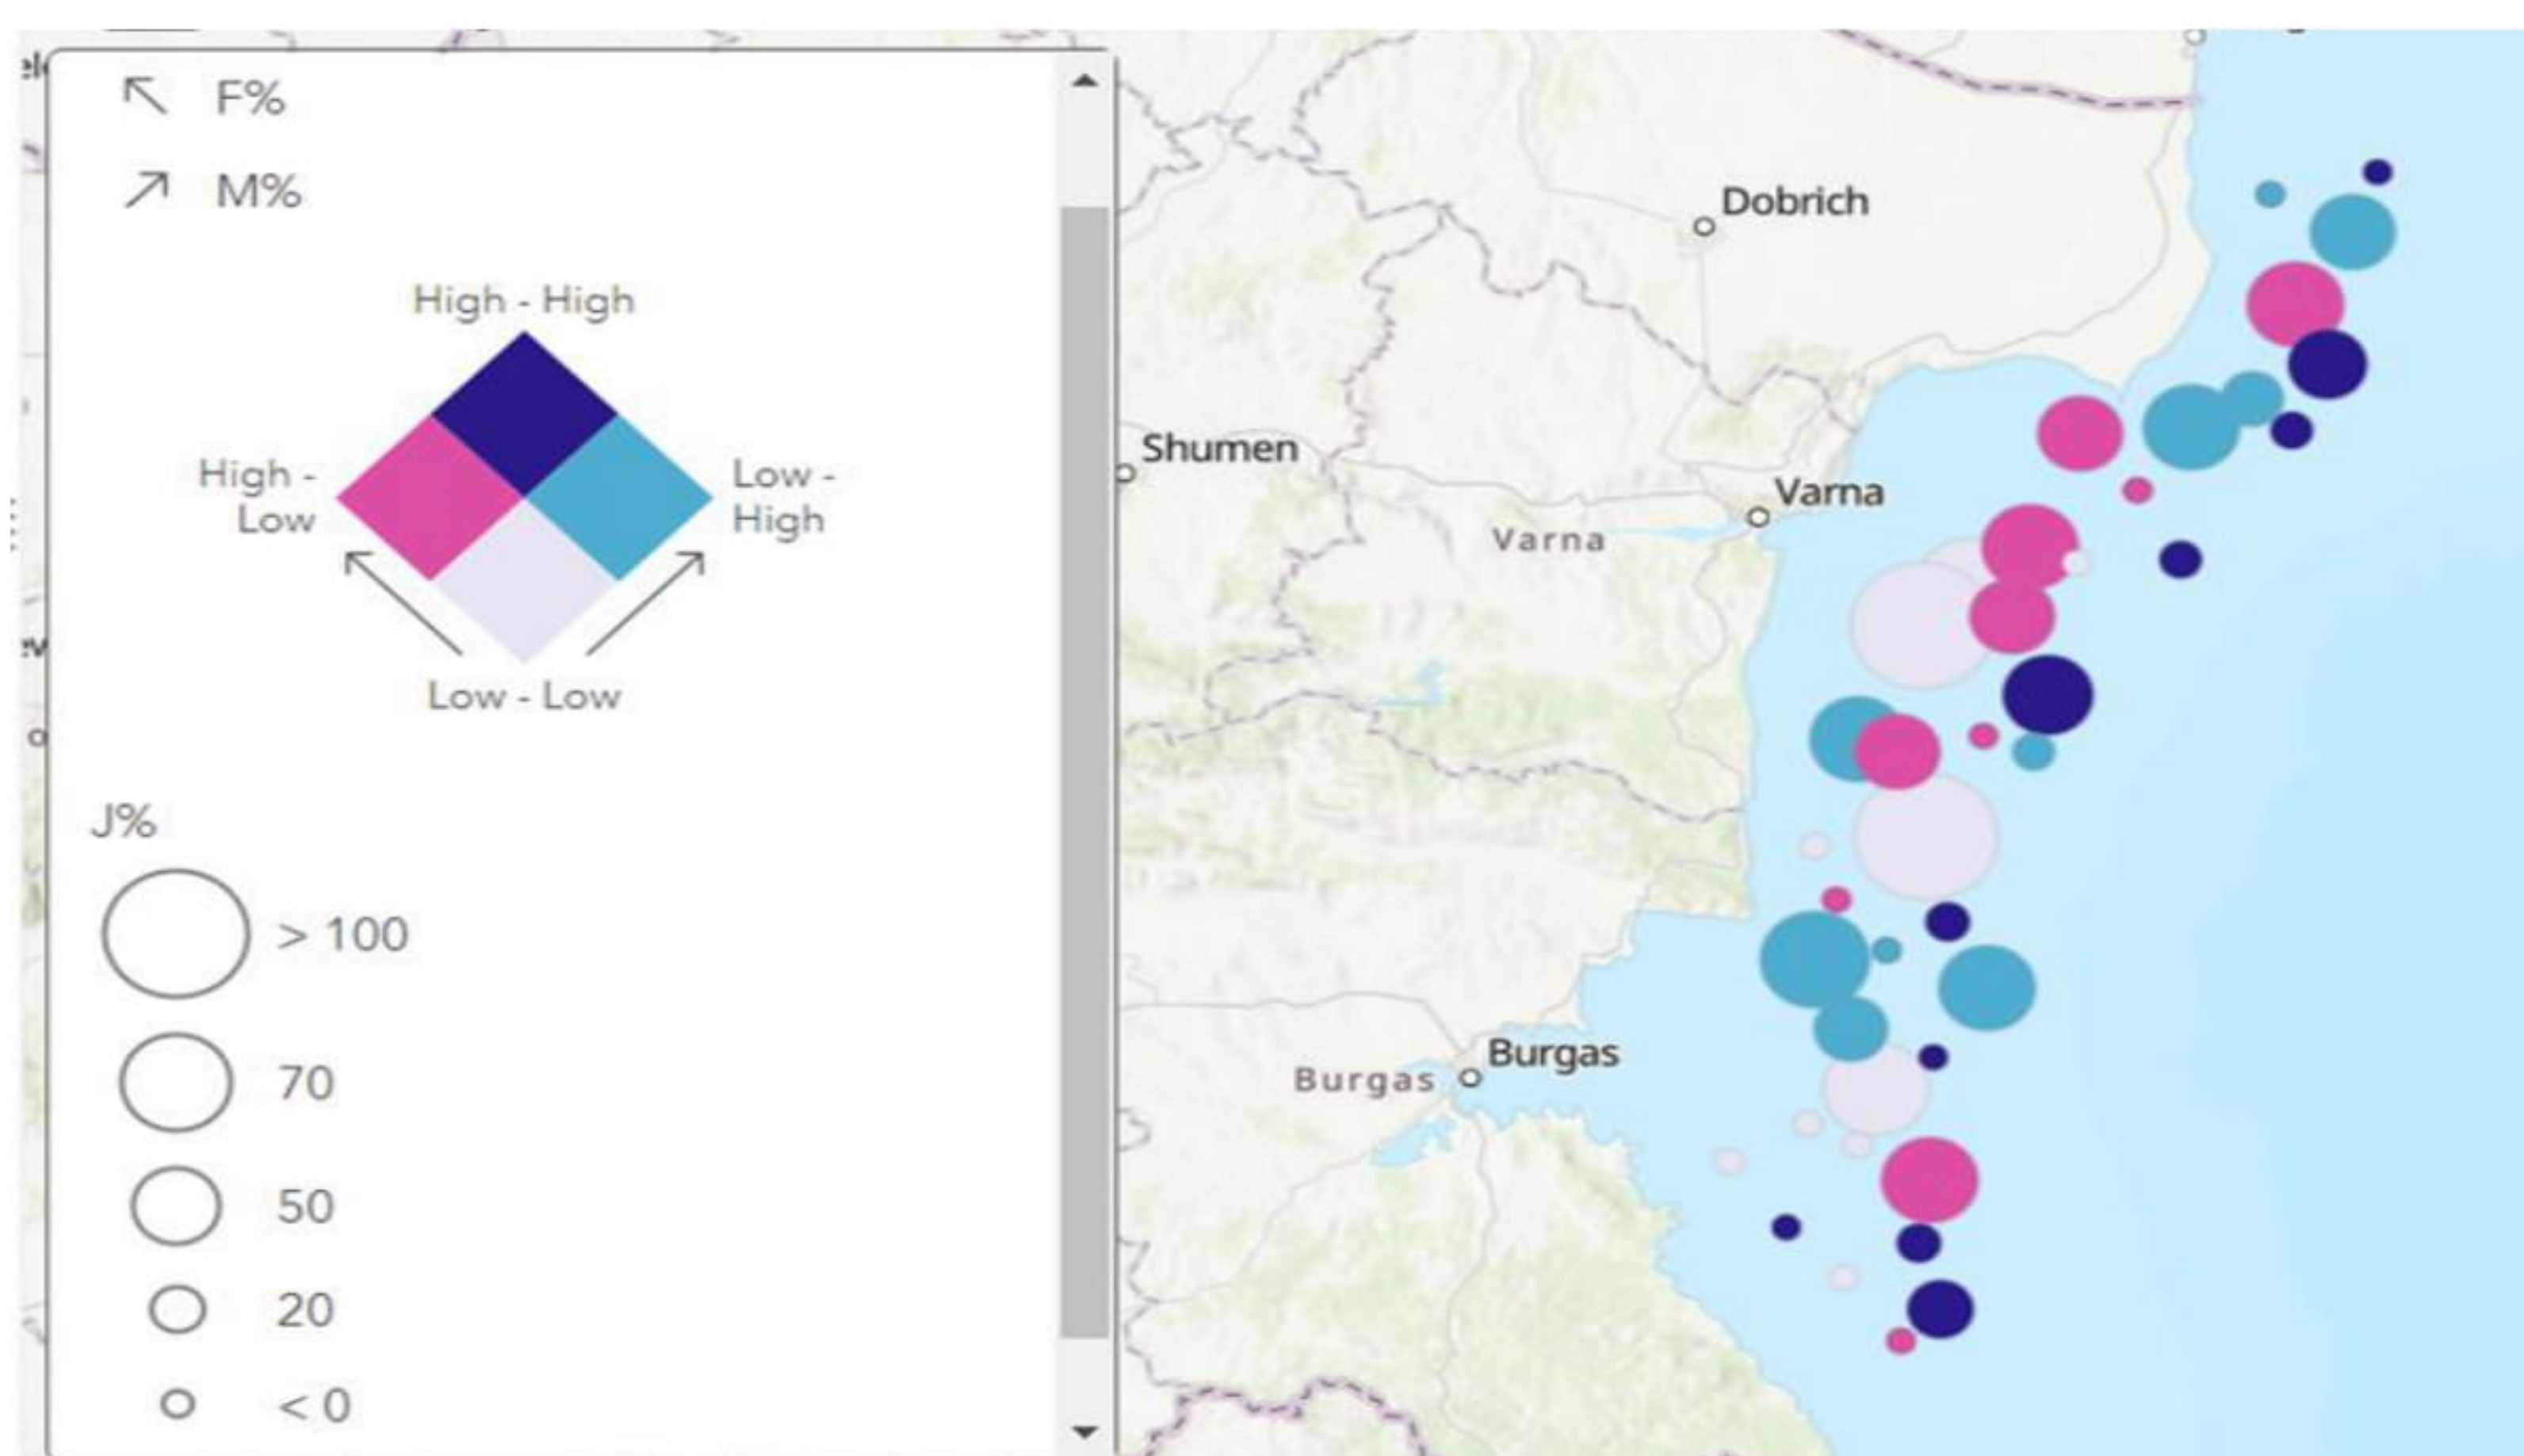 F%
M%
High - High
High -
Low
Low -
High
Low - Low
J%
> 100
70
50
20
< 0
Dobrich
Shumen
Varna
Varna
Burgas
Burgas